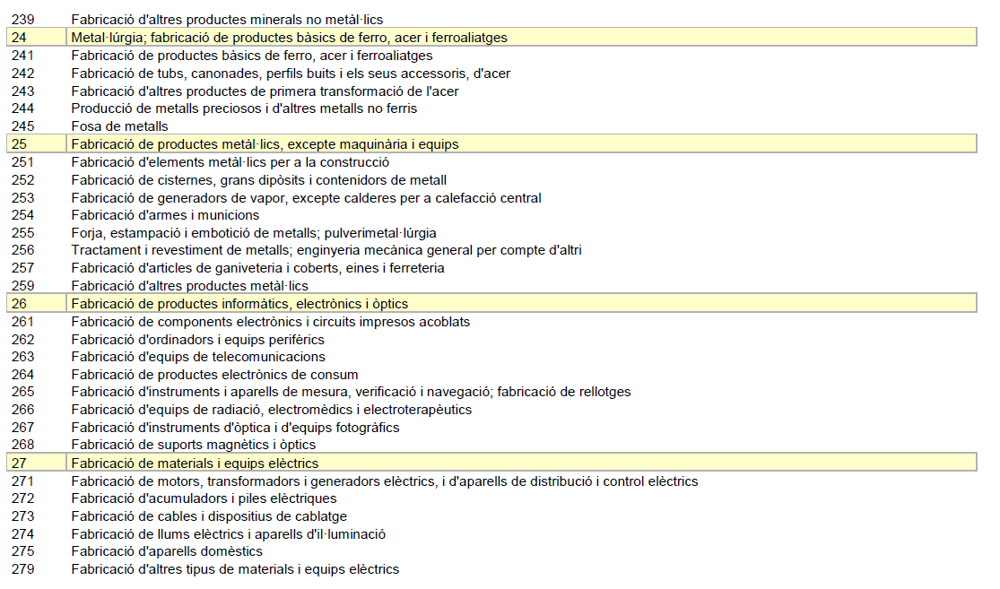 239 Fabricació d'altres productes minerals no metàl·lics
24 Metal·lúrgia; fabricació de productes bàsics de ferro, acer i ferroaliatges
241 Fabricació de productes bàsics de ferro, acer i ferroaliatges
242 Fabricació de tubs, canonades, perfils buits i els seus accessoris, d'acer
243 Fabricació d'altres productes de primera transformació de l'acer
244 Producció de metalls preciosos i d'altres metalls no ferris
245 Fosa de metalls
25 Fabricació de productes metàl·lics, excepte maquinària i equips
251 Fabricació d'elements metàl·lics per a la construcció
252 Fabricació de cisternes, grans dipòsits i contenidors de metall
253 Fabricació de generadors de vapor, excepte calderes per a calefacció central
254 Fabricació d'armes i municions
255 Forja, estampació i embotició de metalls; pulverimetal·lúrgia
256 Tractament i revestiment de metalls; enginyeria mecànica general per compte d'altri
257 Fabricació d'articles de ganiveteria i coberts, eines i ferreteria
259 Fabricació d'altres productes metàl·lics
26 Fabricació de productes informàtics, electrònics i òptics
261 Fabricació de components electrònics i circuits impresos acoblats
262 Fabricació d'ordinadors i equips perifèrics
263 Fabricació d'equips de telecomunicacions
264 Fabricació de productes electrònics de consum
265 Fabricació d'instruments i aparells de mesura, verificació i navegació; fabricació de rellotges
266 Fabricació d'equips de radiació, electromèdics i electroterapèutics
267 Fabricació d'instruments d'òptica i d'equips fotogràfics
268 Fabricació de suports magnètics i òptics
27 Fabricació de materials i equips elèctrics
271 Fabricació de motors, transformadors i generadors elèctrics, i d'aparells de distribució i control elèctrics
272 Fabricació d'acumuladors i piles elèctriques
273 Fabricació de cables i dispositius de cablatge
274 Fabricació de llums elèctrics i aparells d'il·luminació
275 Fabricació d'aparells domèstics
279 Fabricació d'altres tipus de materials i equips elèctrics